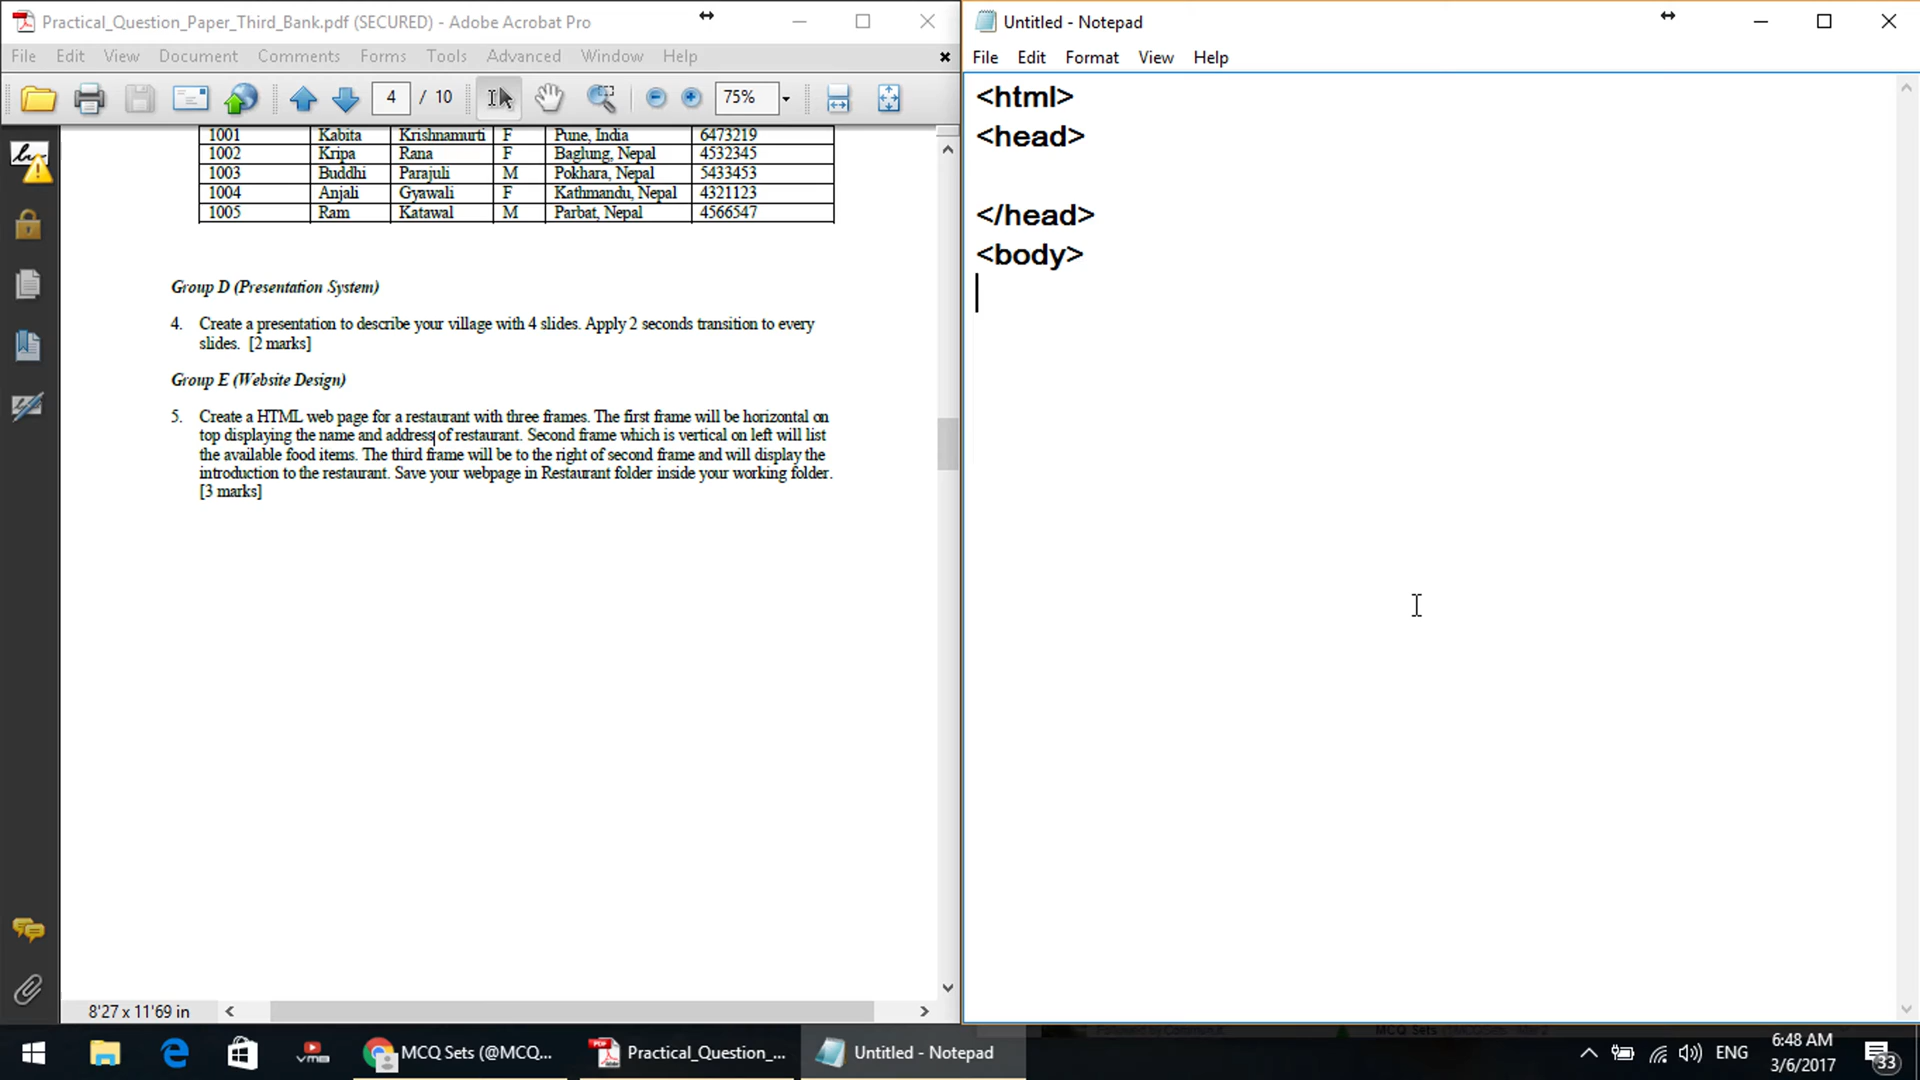 Practical_Question_Paper_Third_Bank.pdf (SECURED) - Adobe Acrobat Pro
File Edit View Document Comments Forms Tools Advanced Window Help
4 / 10 75%
1001 Kabita Krishnamurti F Pune, India 6473219
1002 Kripa Rana F Baglung, Nepal 4532345
1003 Buddhi Parajuli M Pokhara, Nepal 5433453
1004 Anjali Gyawali F Kathmandu, Nepal 4321123
1005 Ram Katawal M Parbat, Nepal 4566547
Group D (Presentation System)
4. Create a presentation to describe your village with 4 slides. Apply 2 seconds transition to every
slides. [2 marks]
Group E (Website Design)
5. Create a HTML web page for a restaurant with three frames. The first frame will be horizontal on
top displaying the name and address of restaurant. Second frame which is vertical on left will list
the available food items. The third frame will be to the right of second frame and will display the
introduction to the restaurant. Save your webpage in Restaurant folder inside your working folder.
[3 marks]
8'27 x 11'69 in
Untitled - Notepad
File Edit Format View Help
<html>
<head>
</head>
<body>
MCQ Sets (@MCQ...
Practical_Question_...
Untitled - Notepad
ENG
6:48 AM
3/6/2017
33